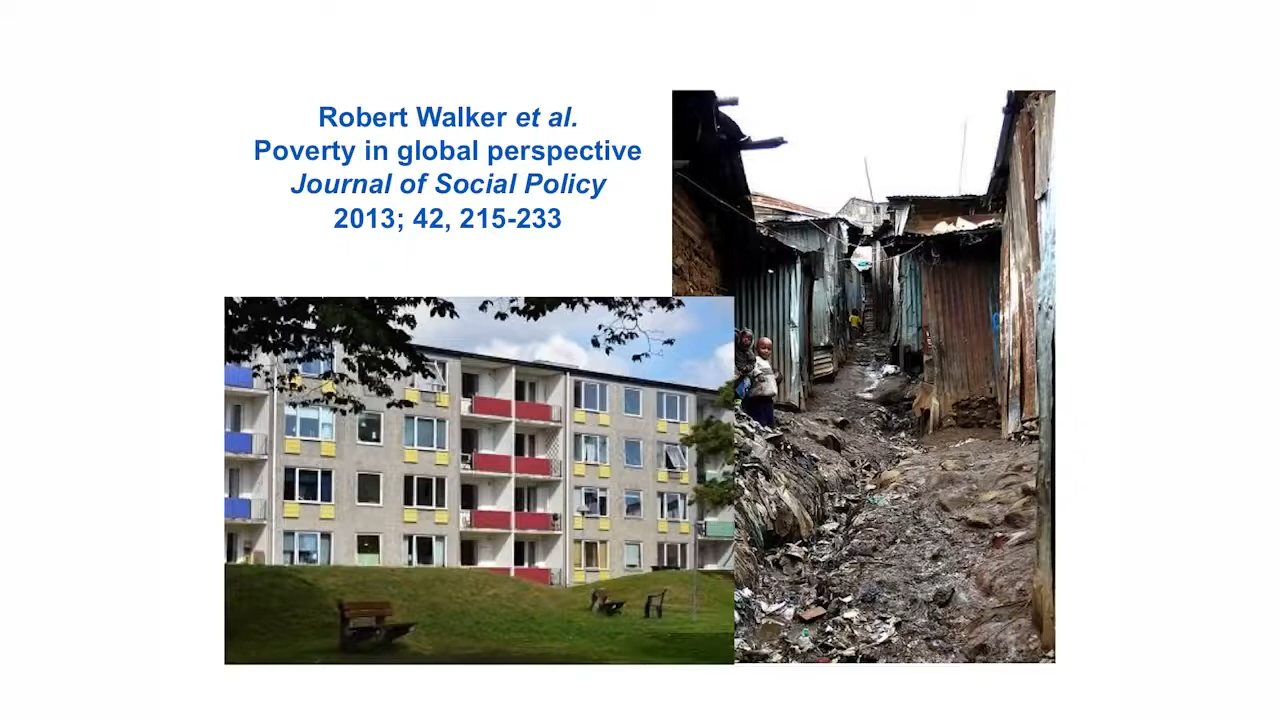 Robert Walker et al.
Poverty in global perspective
Journal of Social Policy
2013; 42, 215-233